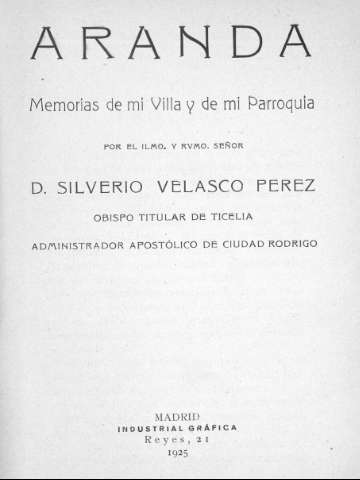 ARANDA
Memorias de mi Villa y de mi Parroquia
POR EL ILMO. Y RVMO. SEÑOR
D. SILVERIO VELASCO PEREZ
OBISPO TITULAR DE TICELIA
ADMINISTRADOR APOSTÓLICO DE CIUDAD RODRIGO
MADRID
INDUSTRIAL GRÁFICA
Reyes, 21
1925